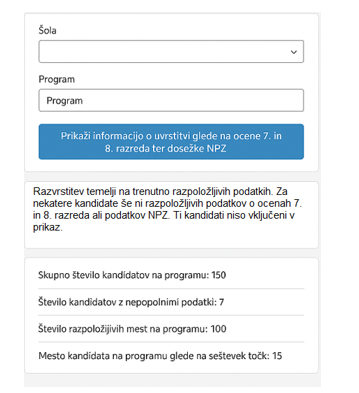 Šola
Program
Program
Prikaži informacijo o uvrstitvi glede na ocene 7. in
8. razreda ter dosežke NPZ
Razvrstitev temelji na trenutno razpoložljivih podatkih. Za
nekatere kandidate še ni razpoložljivih podatkov o ocenah 7.
in 8. razreda ali podatkov NPZ. Ti kandidati niso vključeni v
prikaz.
Skupno število kandidatov na programu: 150
Število kandidatov z nepopolnimi podatki: 7
Število razpoložijivih mest na programu: 100
Mesto kandidata na programu glede na seštevek točk: 15